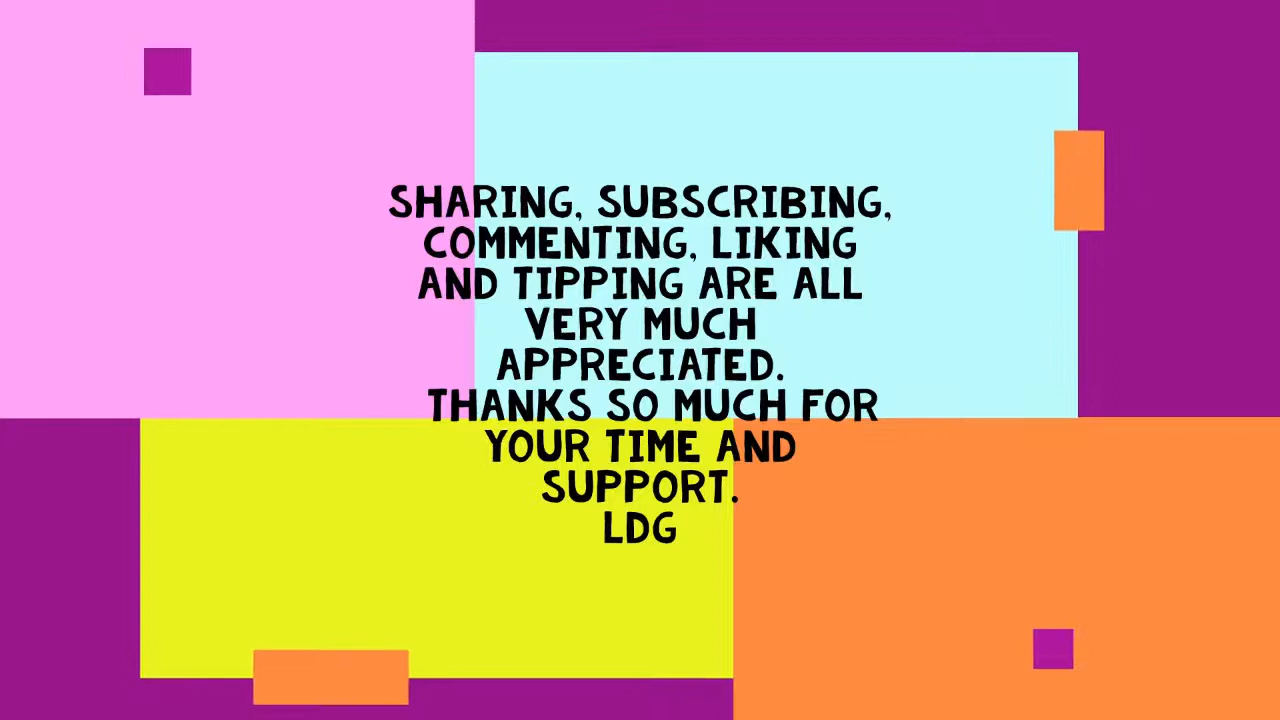 SHARING, SUBSCRIBING,
COMMENTING, LIKING
AND TIPPING ARE ALL
VERY MUCH
APPRECIATED.
THANKS SO MUCH FOR
YOUR TIME AND
SUPPORT.
LDG